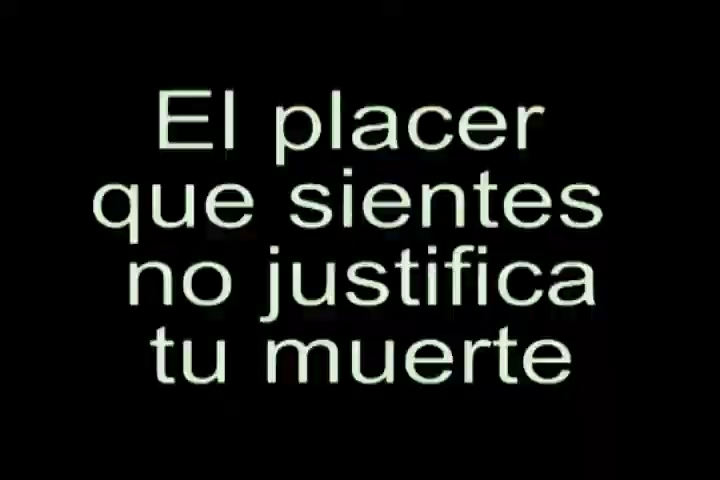 El placer
que sientes
no justifica
tu muerte